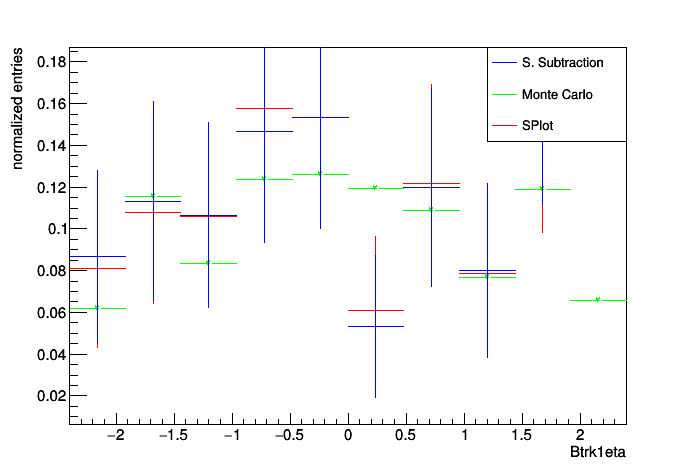 normalized entries
0.18
0.16
0.14
0.12
0.1
0.08
0.06
0.04
0.02
S. Subtraction
Monte Carlo
SPlot
−2 −1.5 −1 −0.5 0 0.5 1 1.5 2
Btrk1eta